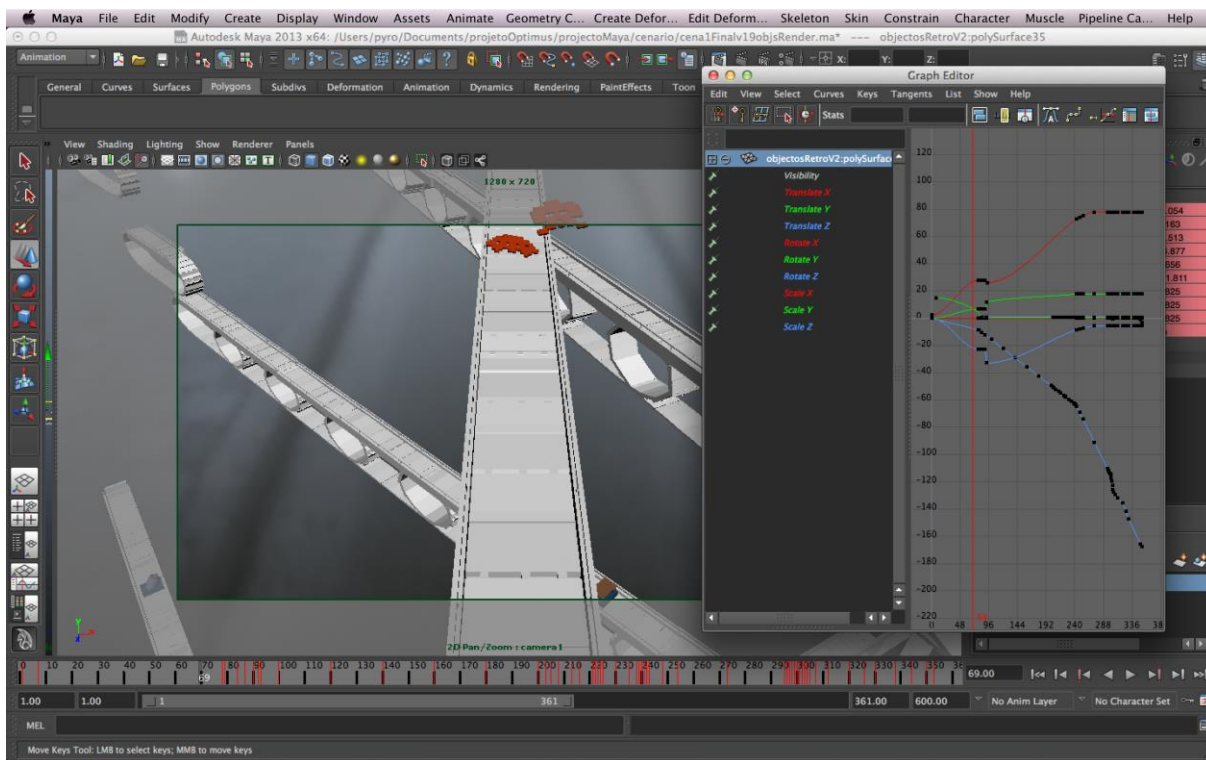 Maya File Edit Modify Create Display Window Assets Animate Geometry C... Create Defor... Edit Deform... Skeleton Skin Constrain Character Muscle Pipeline Ca... Help
Autodesk Maya 2013 x64: /Users/pyro/Documents/projetoOptimus/projectoMaya/cenario/cena1Finalv19objsRender.ma* --- objectosRetroV2:polySurface35
Animation X: Y: Z:
General Curves Surfaces Polygons Subdivs Deformation Animation Dynamics Rendering PaintEffects Toon
View Shading Lighting Show Renderer Panels
1280 x 720
2D Pan/Zoom : camera1
Graph Editor
Edit View Select Curves Keys Tangents List Show Help
Stats
objectosRetroV2:polySurface
Visibility
Translate X
Translate Y
Translate Z
Rotate X
Rotate Y
Rotate Z
Scale X
Scale Y
Scale Z
120
100
80
60
40
20
0
-20
-40
-60
-80
-100
-120
-140
-160
-180
-200
-220
0 48 96 144 192 240 288 336 38
.054
.513
.811
825
825
825
0 10 20 30 40 50 60 70 80 90 100 110 120 130 140 150 160 170 180 190 200 210 220 230 240 250 260 270 280 290 300 310 320 330 340 350 36
69
69.00
1.00 1.00 1 361 361.00 600.00 No Anim Layer No Character Set
MEL
Move Keys Tool: LMB to select keys; MMB to move keys